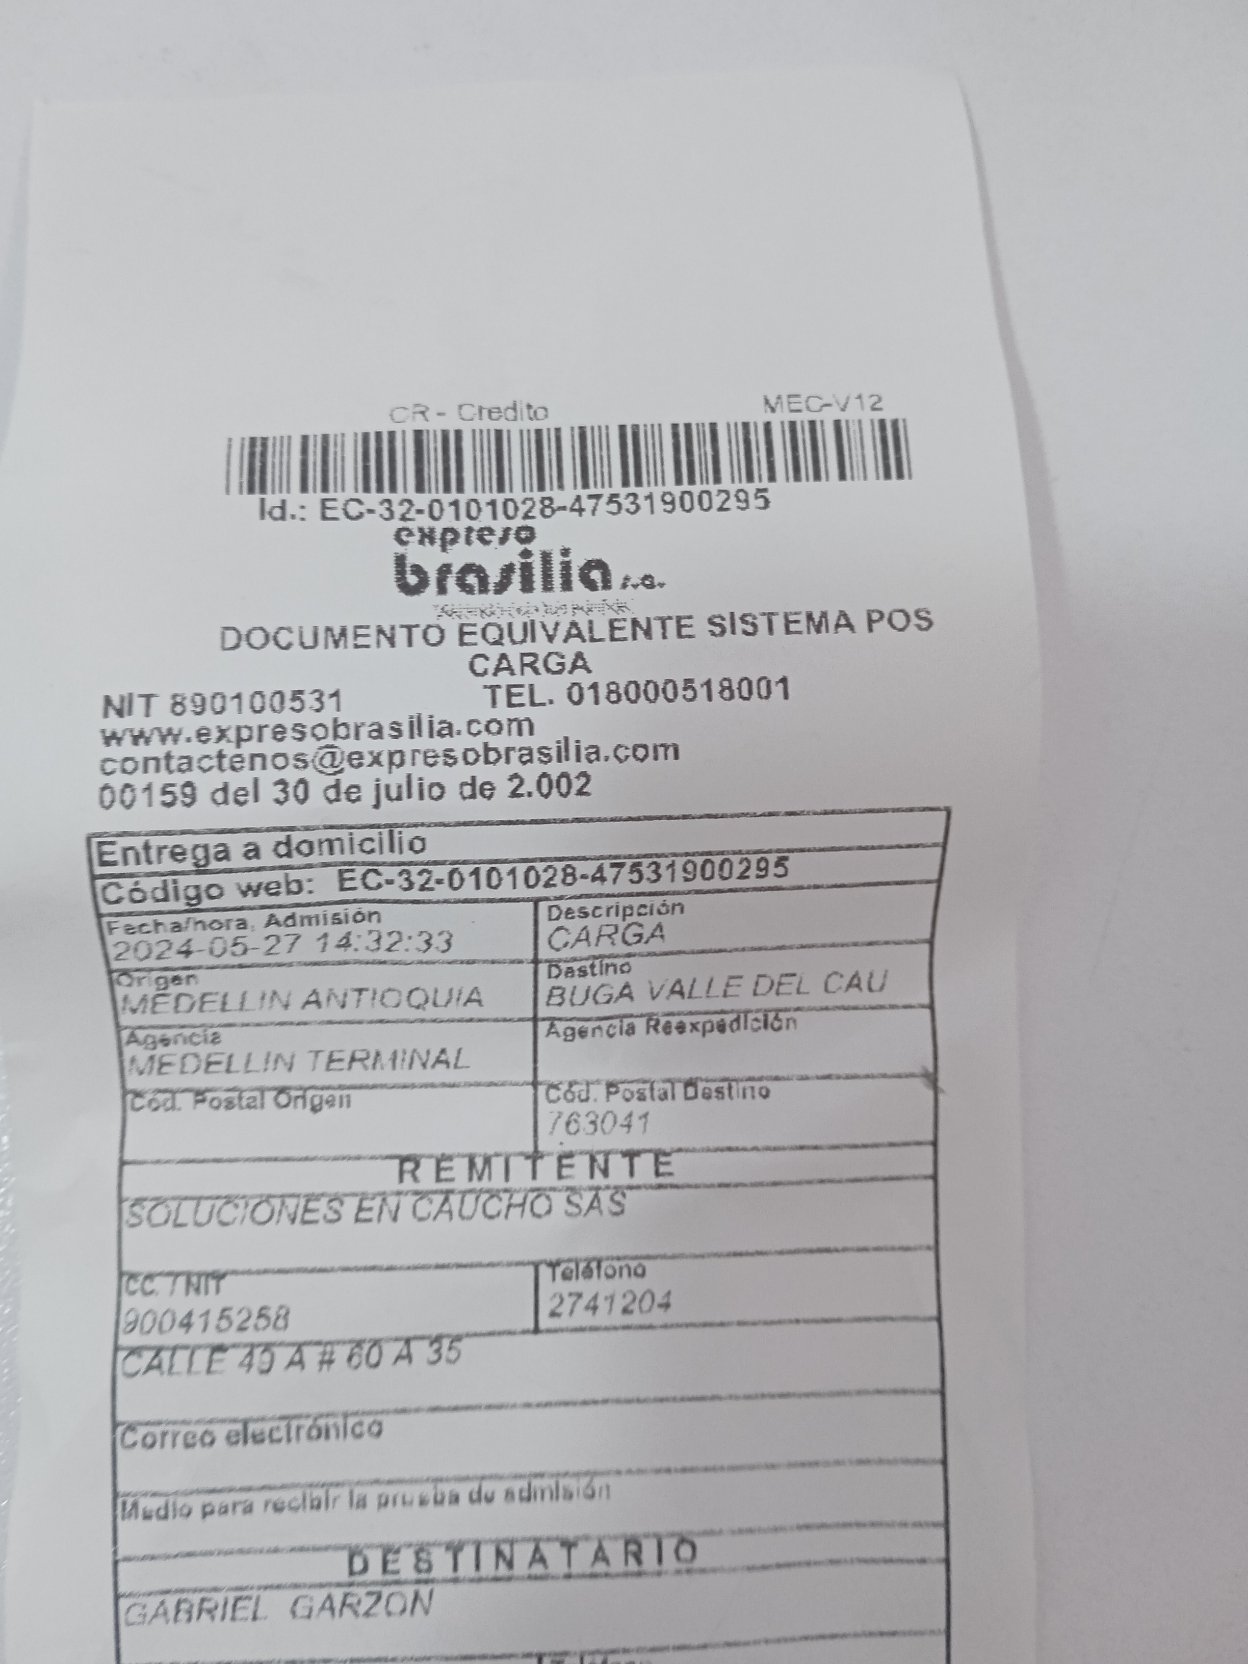 CR - Credito MEC-V12
Id.: EC-32-0101028-47531900295
expreso
brasilia s.a.
DOCUMENTO EQUIVALENTE SISTEMA POS
CARGA
NIT 890100531 TEL. 018000518001
www.expresobrasilia.com
contactenos@expresobrasilia.com
00159 del 30 de julio de 2.002
Entrega a domicilio
Código web: EC-32-0101028-47531900295
Fecha/hora. Admisión Descripción
2024-05-27 14:32:33 CARGA
Origen Destino
MEDELLIN ANTIOQUIA BUGA VALLE DEL CAU
Agencia Agencia Reexpedición
MEDELLIN TERMINAL
Cód. Postal Origen Cód. Postal Destino
763041
REMITENTE
SOLUCIONES EN CAUCHO SAS
CC. / NIT Teléfono
900415258 2741204
CALLE 49 A # 60 A 35
Correo electrónico
Medio para recibir la prueba de admisión
DESTINATARIO
GABRIEL GARZON